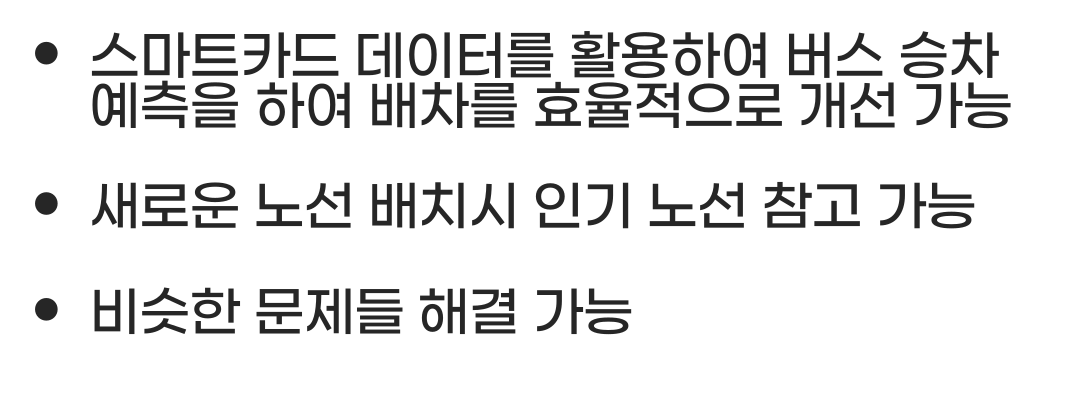 • 스마트카드 데이터를 활용하여 버스 승차
예측을 하여 배차를 효율적으로 개선 가능
• 새로운 노선 배치시 인기 노선 참고 가능
• 비슷한 문제들 해결 가능